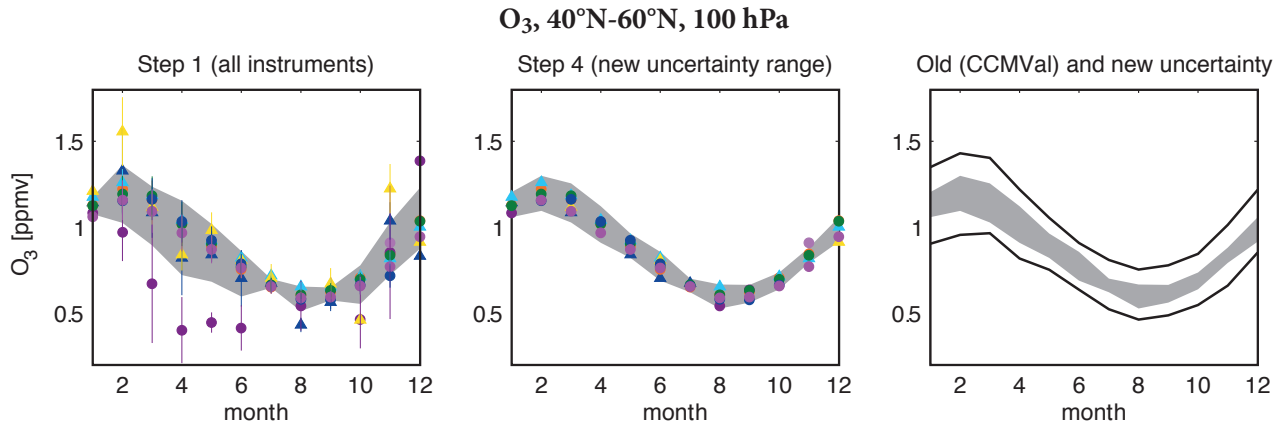 O₃, 40°N-60°N, 100 hPa
Step 1 (all instruments)
Step 4 (new uncertainty range)
Old (CCMVal) and new uncertainty
O₃ [ppmv]
1.5
1
0.5
2 4 6 8 10 12
month
1.5
1
0.5
2 4 6 8 10 12
month
1.5
1
0.5
2 4 6 8 10 12
month